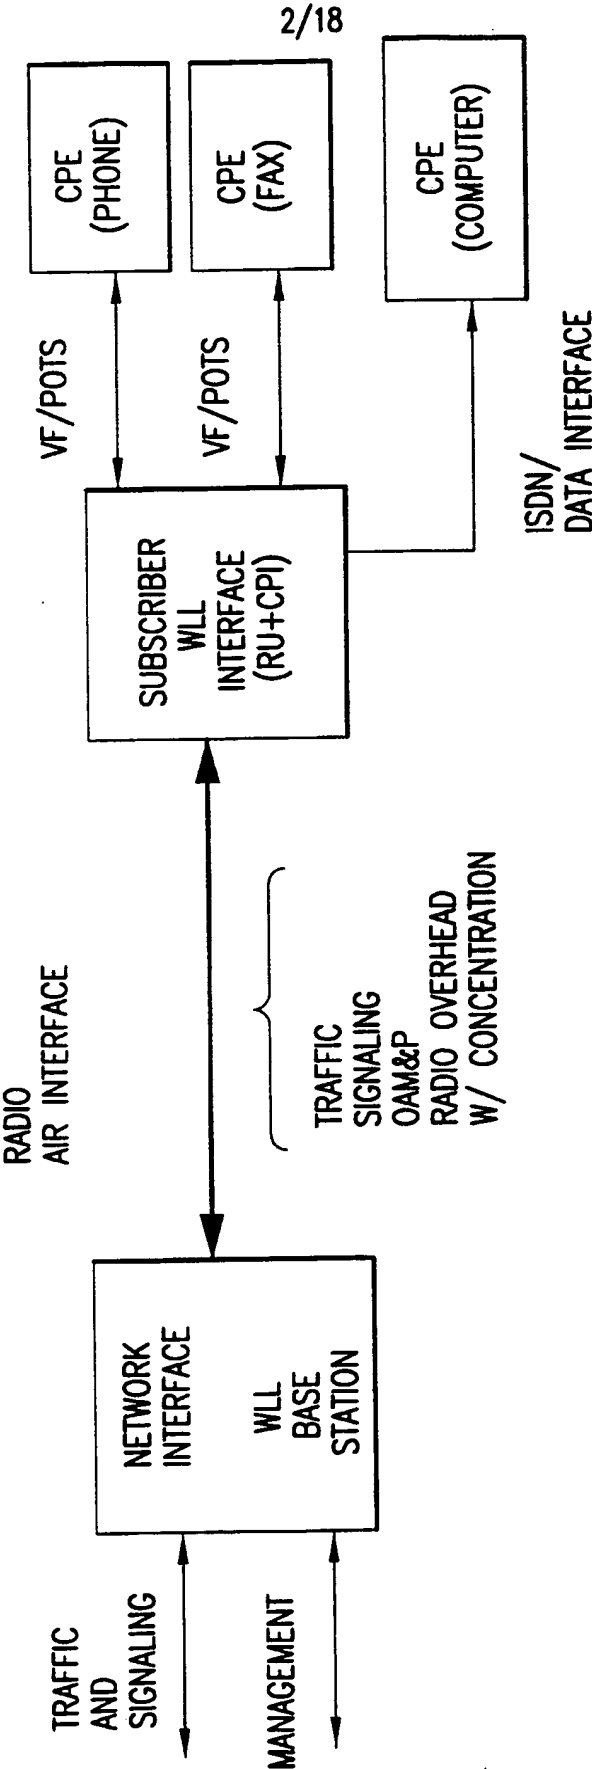 2/18
TRAFFIC
AND
SIGNALING
MANAGEMENT
NETWORK
INTERFACE
WLL
BASE
STATION
RADIO
AIR INTERFACE
TRAFFIC
SIGNALING
OAM&P
RADIO OVERHEAD
W/ CONCENTRATION
SUBSCRIBER
WLL
INTERFACE
(RU+CPI)
VF/POTS
VF/POTS
ISDN/
DATA INTERFACE
CPE
(PHONE)
CPE
(FAX)
CPE
(COMPUTER)